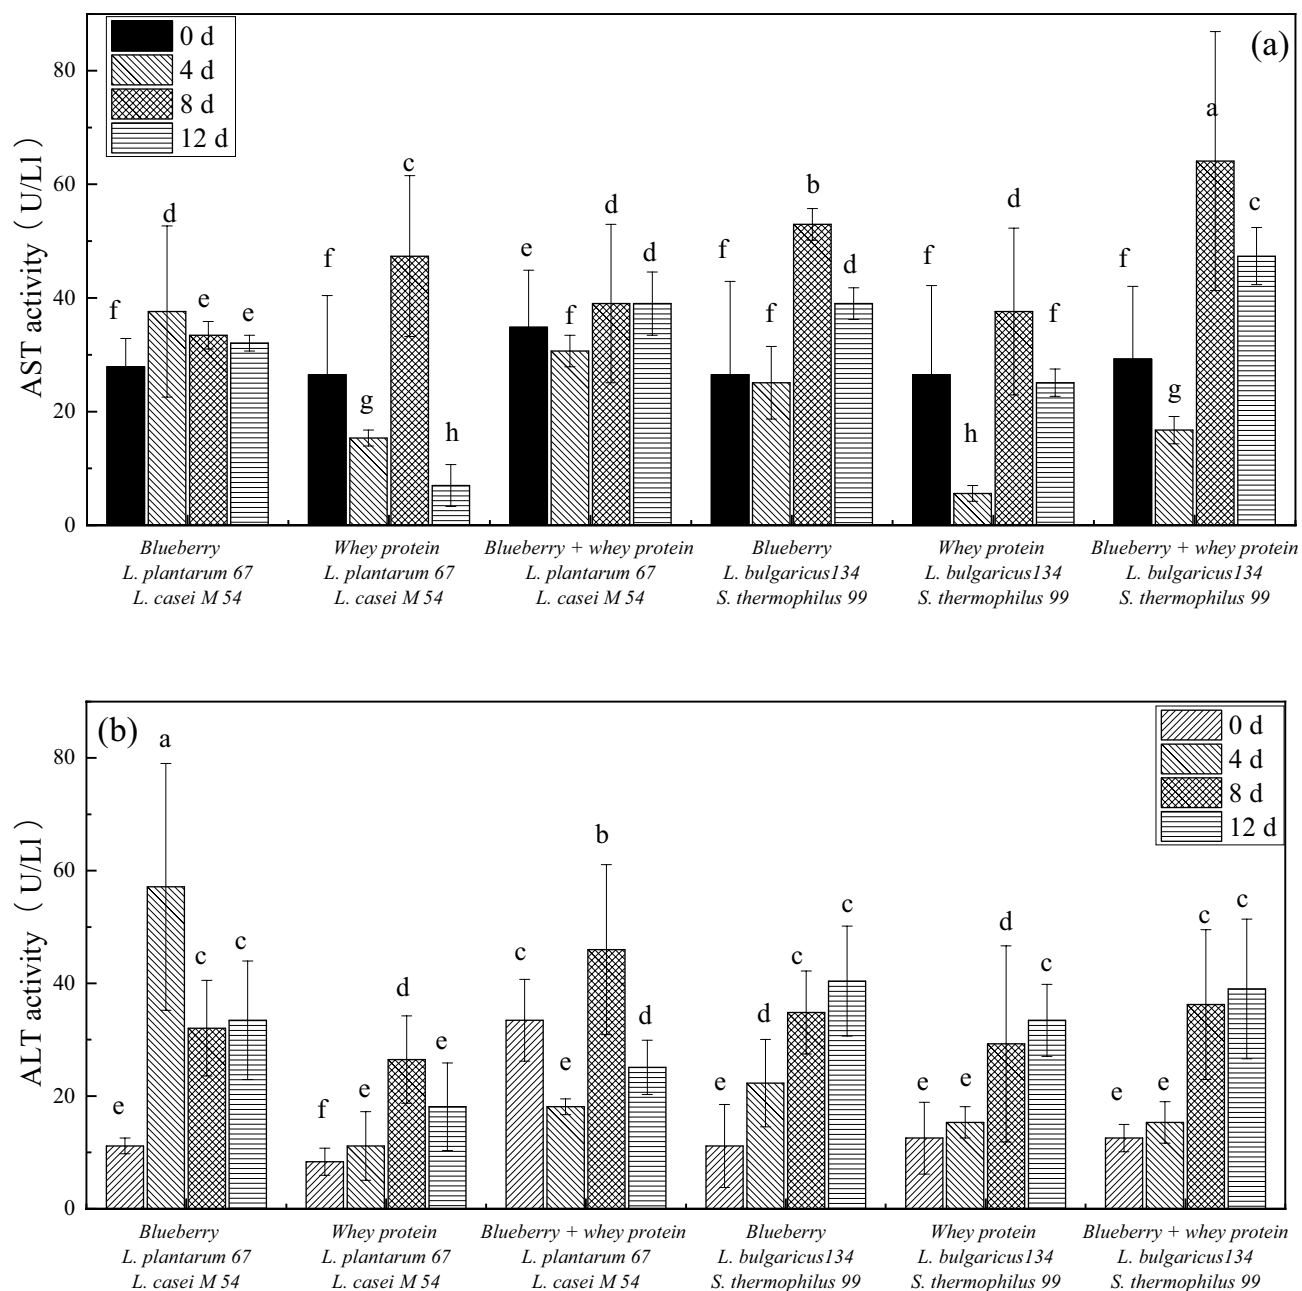 (a)
0 d
4 d
8 d
12 d
AST activity（U/L1）
80
60
40
20
0
f
d
e
e
f
g
c
h
e
f
d
d
f
f
b
d
f
h
d
f
f
g
a
c
Blueberry
L. plantarum 67
L. casei M 54
Whey protein
L. plantarum 67
L. casei M 54
Blueberry + whey protein
L. plantarum 67
L. casei M 54
Blueberry
L. bulgaricus134
S. thermophilus 99
Whey protein
L. bulgaricus134
S. thermophilus 99
Blueberry + whey protein
L. bulgaricus134
S. thermophilus 99
(b)
0 d
4 d
8 d
12 d
ALT activity（U/L1）
80
60
40
20
0
e
a
c
c
f
e
d
e
c
e
b
d
e
d
c
c
e
e
d
c
e
e
c
c
Blueberry
L. plantarum 67
L. casei M 54
Whey protein
L. plantarum 67
L. casei M 54
Blueberry + whey protein
L. plantarum 67
L. casei M 54
Blueberry
L. bulgaricus134
S. thermophilus 99
Whey protein
L. bulgaricus134
S. thermophilus 99
Blueberry + whey protein
L. bulgaricus134
S. thermophilus 99